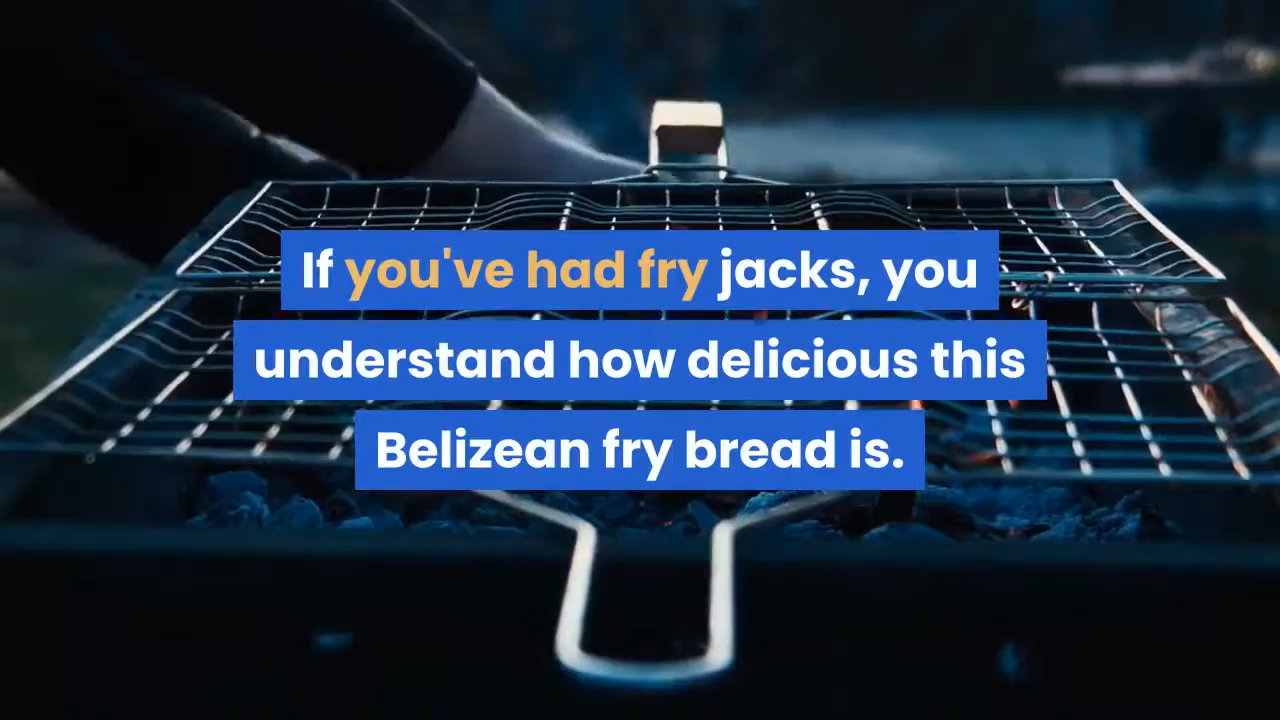 If you've had fry jacks, you
understand how delicious this
Belizean fry bread is.